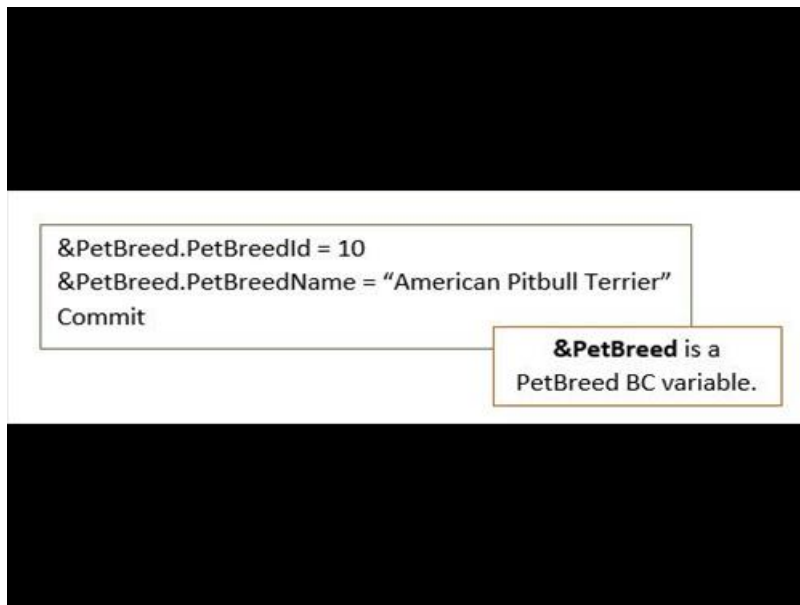 &PetBreed.PetBreedId = 10
&PetBreed.PetBreedName = “American Pitbull Terrier”
Commit
&PetBreed is a
PetBreed BC variable.